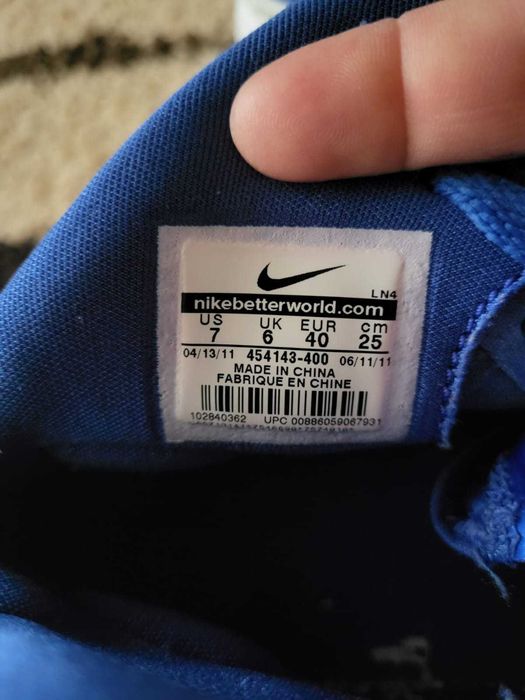 LN4
nikebetterworld.com
US UK EUR cm
7 6 40 25
04/13/11 454143-400 06/11/11
MADE IN CHINA
FABRIQUE EN CHINE
102840362 UPC 00886059067931